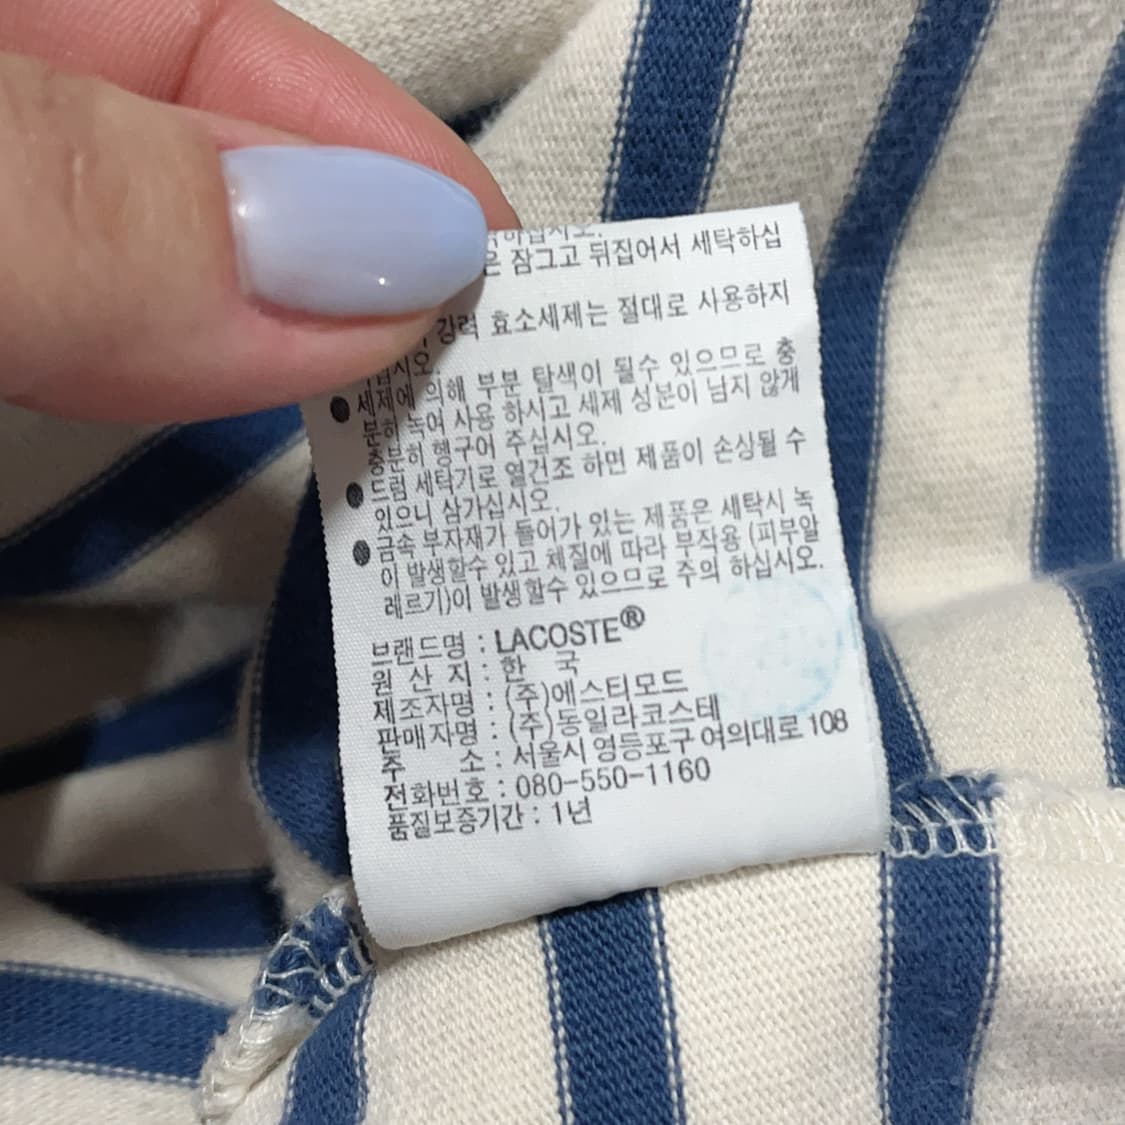 하십시오.
은 잠그고 뒤집어서 세탁하십
강력 효소세제는 절대로 사용하지
십시오.
● 세제에 의해 부분 탈색이 될수 있으므로 충
분히 녹여 사용 하시고 세제 성분이 남지 않게
충분히 헹구어 주십시오.
● 드럼 세탁기로 열건조 하면 제품이 손상될 수
있으니 삼가십시오.
● 금속 부자재가 들어가 있는 제품은 세탁시 녹
이 발생할수 있고 체질에 따라 부작용 (피부알
레르기)이 발생할수 있으므로 주의 하십시오.
브랜드명 : LACOSTE®
원 산 지 : 한 국
제조자명 : (주)에스티모드
판매자명 : (주)동일라코스테
주 소 : 서울시 영등포구 여의대로 108
전화번호 : 080-550-1160
품질보증기간 : 1년